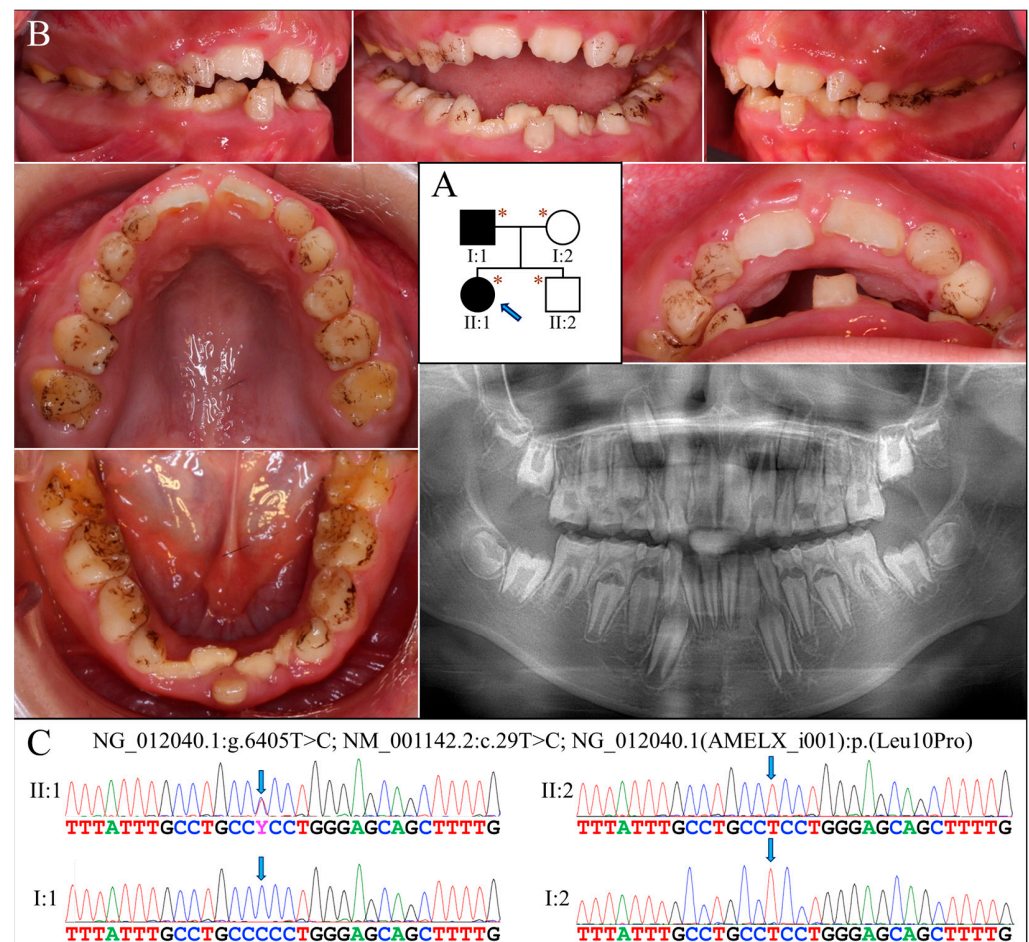 B
A
* *
I:1 I:2
* *
II:1 II:2
C
NG_012040.1:g.6405T>C; NM_001142.2:c.29T>C; NG_012040.1(AMELX_i001):p.(Leu10Pro)
II:1
TTTATTTGCCTGCCYCCTGGGAGCAGCTTTTG
II:2
TTTATTTGCCTGCCTCCTGGGAGCAGCTTTTG
I:1
TTTATTTGCCTGCCCCCTGGGAGCAGCTTTTG
I:2
TTTATTTGCCTGCCTCCTGGGAGCAGCTTTTG